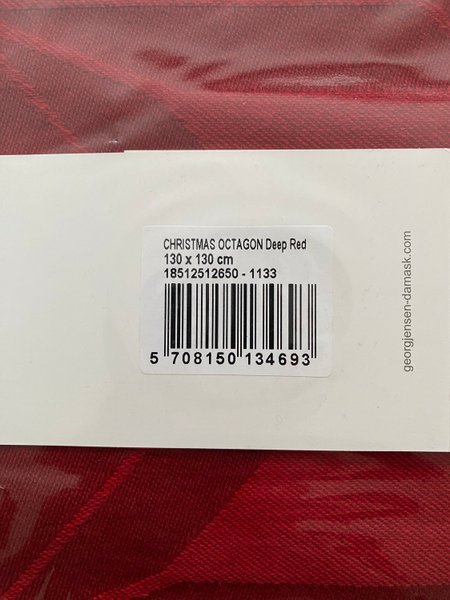 CHRISTMAS OCTAGON Deep Red
130 x 130 cm
18512512650 - 1133
5 708150 134693
georgjensen-damask.com